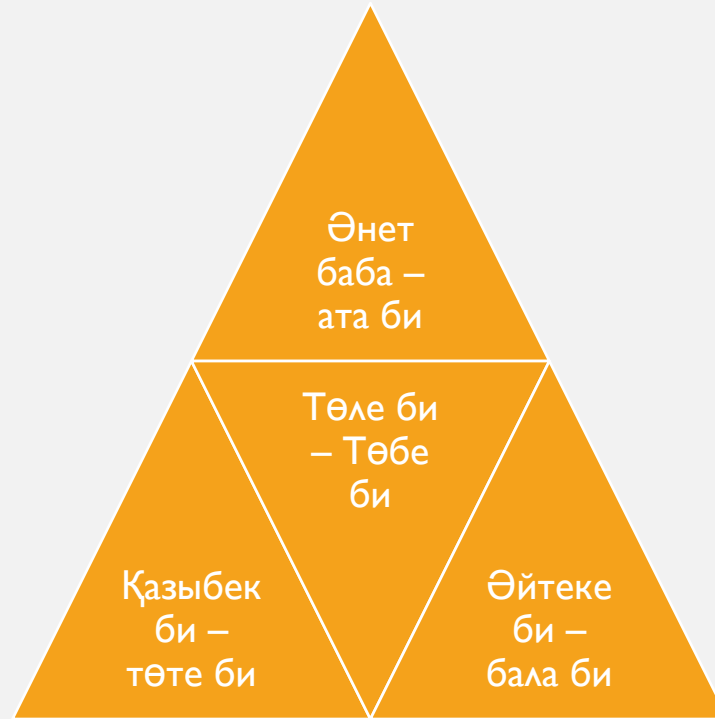 Әнет
баба –
ата би
Төле би
– Төбе
би
Қазыбек
би –
төте би
Әйтеке
би –
бала би